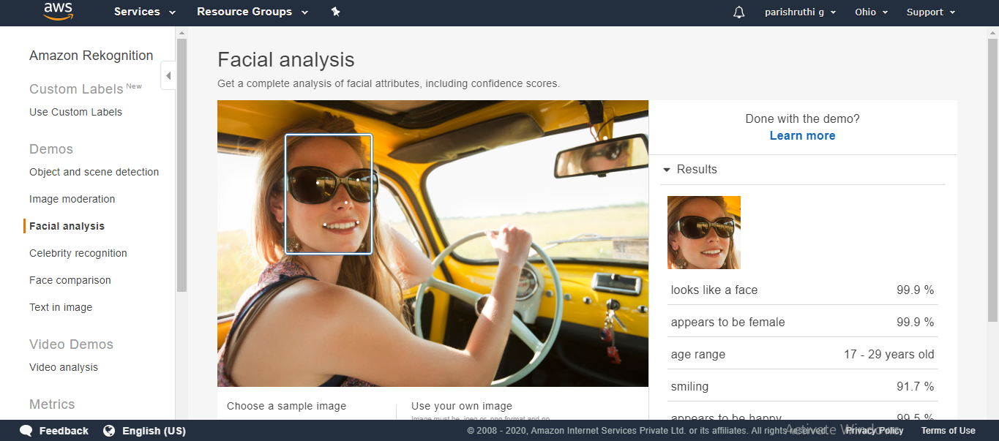 aws
Services
Resource Groups
parishruthi g
Ohio
Support
Amazon Rekognition
Custom Labels New
Use Custom Labels
Demos
Object and scene detection
Image moderation
Facial analysis
Celebrity recognition
Face comparison
Text in image
Video Demos
Video analysis
Metrics
Facial analysis
Get a complete analysis of facial attributes, including confidence scores.
Choose a sample image
Use your own image
Image must be .jpeg or .png format and no
Done with the demo?
Learn more
Results
looks like a face 99.9 %
appears to be female 99.9 %
age range 17 - 29 years old
smiling 91.7 %
appears to be happy 99.5 %
Feedback
English (US)
© 2008 - 2020, Amazon Internet Services Private Ltd. or its affiliates. All rights reserved.
Activate Windows
Privacy Policy
Terms of Use